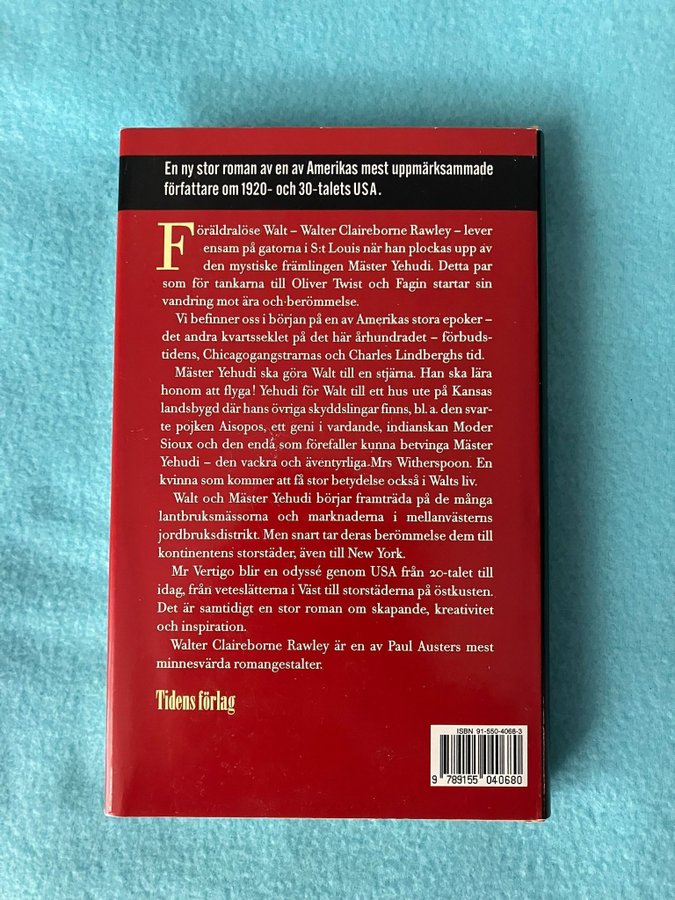 En ny stor roman av en av Amerikas mest uppmärksammade
författare om 1920- och 30-talets USA.
Föräldralöse Walt – Walter Claireborne Rawley – lever
ensam på gatorna i S:t Louis när han plockas upp av
den mystiske främlingen Mäster Yehudi. Detta par
som för tankarna till Oliver Twist och Fagin startar sin
vandring mot ära och berömmelse.
Vi befinner oss i början på en av Amerikas stora epoker –
det andra kvartsseklet på det här århundradet – förbuds-
tidens, Chicagogangstrarnas och Charles Lindberghs tid.
Mäster Yehudi ska göra Walt till en stjärna. Han ska lära
honom att flyga! Yehudi för Walt till ett hus ute på Kansas
landsbygd där hans övriga skyddslingar finns, bl. a. den svar-
te pojken Aisopos, ett geni i vardande, indianskan Moder
Sioux och den enda som förefaller kunna betvinga Mäster
Yehudi – den vackra och äventyrliga Mrs Witherspoon. En
kvinna som kommer att få stor betydelse också i Walts liv.
Walt och Mäster Yehudi börjar framträda på de många
lantbruksmässorna och marknaderna i mellanvästerns
jordbruksdistrikt. Men snart tar deras berömmelse dem till
kontinentens storstäder, även till New York.
Mr Vertigo blir en odyssé genom USA från 20-talet till
idag, från veteslätterna i Väst till storstäderna på östkusten.
Det är samtidigt en stor roman om skapande, kreativitet
och inspiration.
Walter Claireborne Rawley är en av Paul Austers mest
minnesvärda romangestalter.
Tidens förlag
ISBN 91-550-4068-3
9 789155 040680